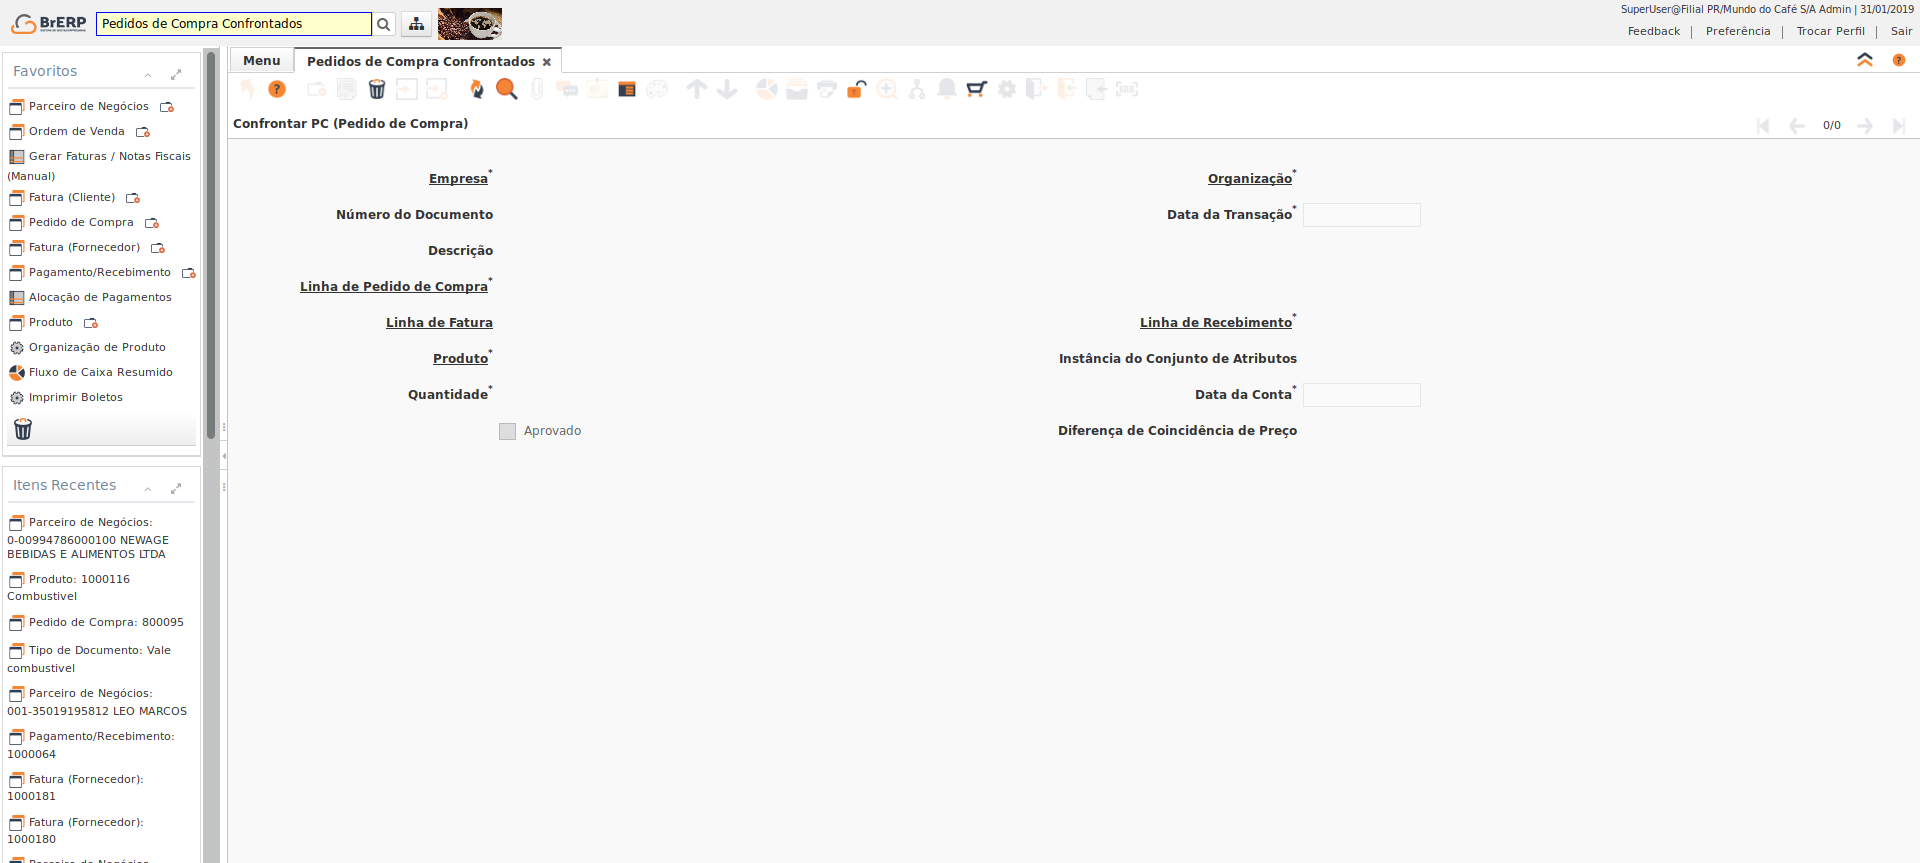 BrERP
Pedidos de Compra Confrontados
SuperUser@Filial PR/Mundo do Café S/A Admin | 31/01/2019
Feedback | Preferência | Trocar Perfil | Sair
Favoritos
Parceiro de Negócios
Ordem de Venda
Gerar Faturas / Notas Fiscais
(Manual)
Fatura (Cliente)
Pedido de Compra
Fatura (Fornecedor)
Pagamento/Recebimento
Alocação de Pagamentos
Produto
Organização de Produto
Fluxo de Caixa Resumido
Imprimir Boletos
Itens Recentes
Parceiro de Negócios:
0-00994786000100 NEWAGE
BEBIDAS E ALIMENTOS LTDA
Produto: 1000116
Combustivel
Pedido de Compra: 800095
Tipo de Documento: Vale
combustivel
Parceiro de Negócios:
001-35019195812 LEO MARCOS
Pagamento/Recebimento:
1000064
Fatura (Fornecedor):
1000181
Fatura (Fornecedor):
1000180
Menu
Pedidos de Compra Confrontados
Confrontar PC (Pedido de Compra)
0/0
Empresa*
Organização*
Número do Documento
Data da Transação*
Descrição
Linha de Pedido de Compra*
Linha de Fatura
Linha de Recebimento*
Produto*
Instância do Conjunto de Atributos
Quantidade*
Data da Conta*
Aprovado
Diferença de Coincidência de Preço